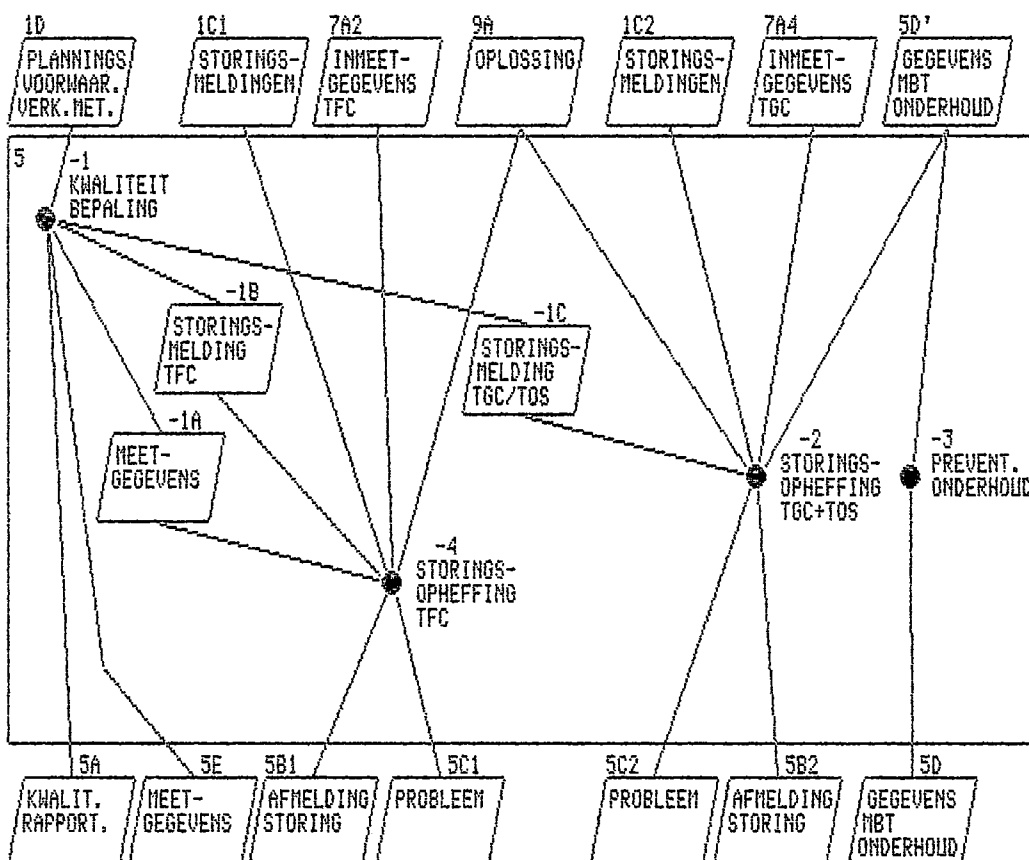 1D
PLANNINGS
VOORWAAR.
VERK.MET.
1C1
STORINGS-
MELDINGEN
7A2
INMEET-
GEGEVENS
TFC
9A
OPLOSSING
1C2
STORINGS-
MELDINGEN
7A4
INMEET-
GEGEVENS
TGC
5D'
GEGEVENS
MBT
ONDERHOUD
5
-1
KWALITEIT
BEPALING
-1B
STORINGS-
MELDING
TFC
-1C
STORINGS-
MELDING
TGC/TOS
-1A
MEET-
GEGEVENS
-2
STORINGS-
OPHEFFING
TGC+TOS
-3
PREVENT.
ONDERHOUD
-4
STORINGS-
OPHEFFING
TFC
5A
KWALIT.
RAPPORT.
5E
MEET-
GEGEVENS
5B1
AFMELDING
STORING
5C1
PROBLEEM
5C2
PROBLEEM
5B2
AFMELDING
STORING
5D
GEGEVENS
MBT
ONDERHOUD